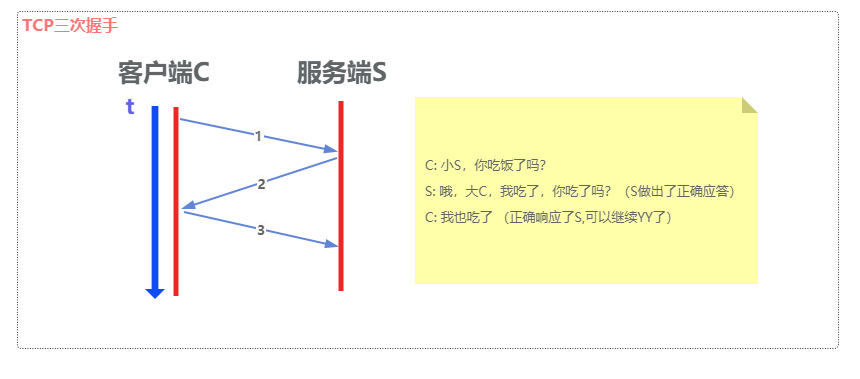 TCP三次握手
客户端C
服务端S
t
1
2
3
C: 小S，你吃饭了吗?
S: 哦，大C，我吃了，你吃了吗？（S做出了正确应答）
C: 我也吃了 （正确响应了S,可以继续YY了）